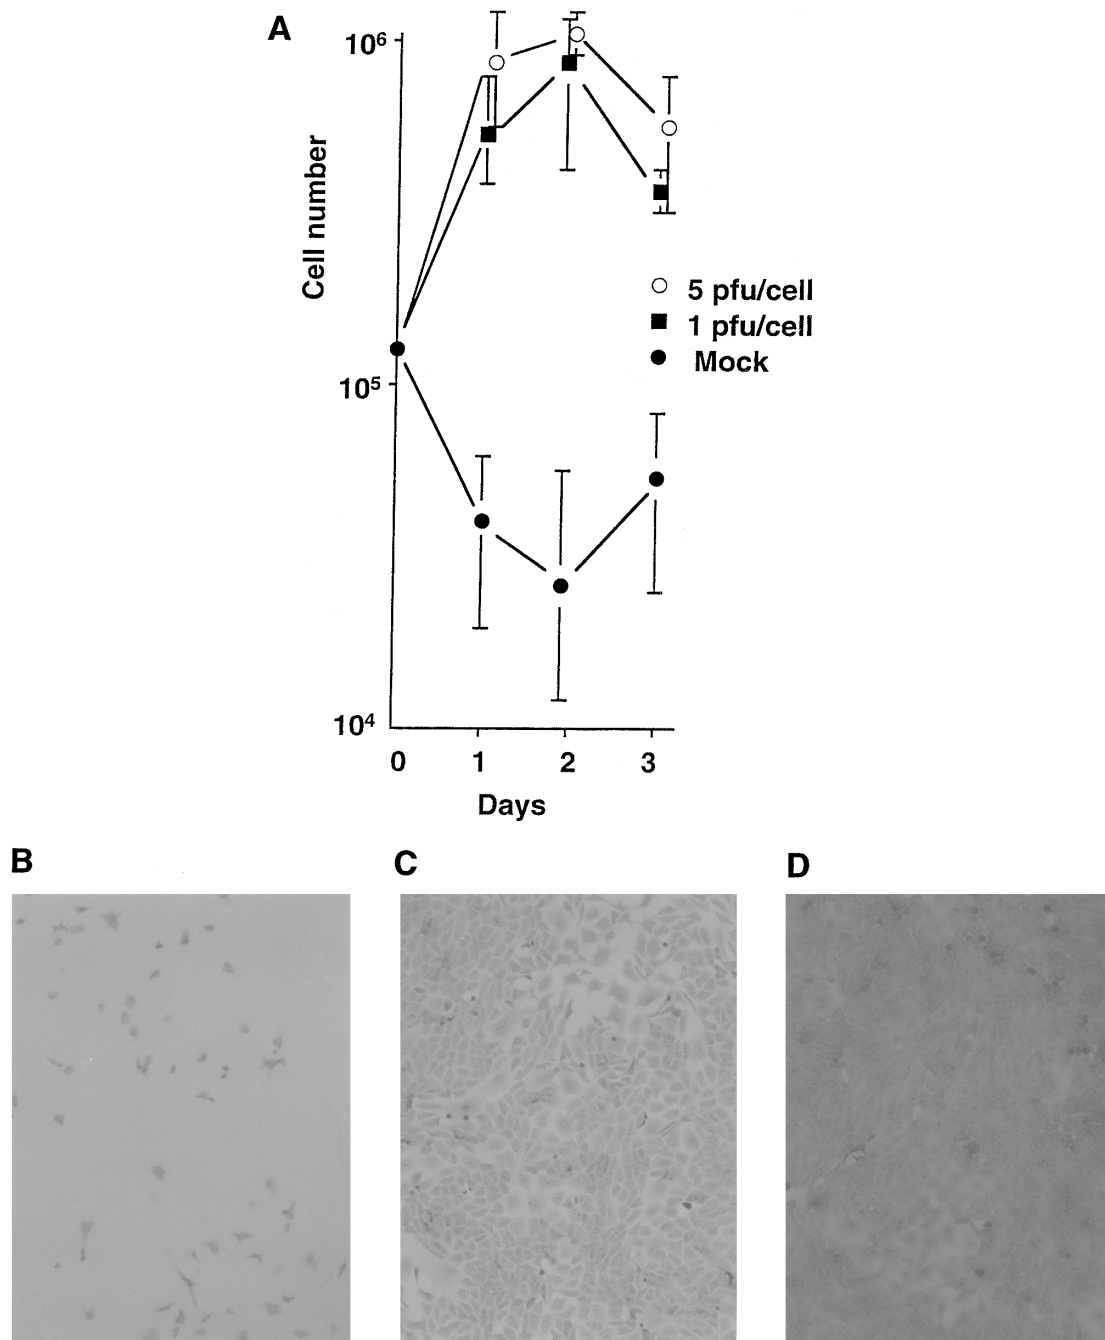 A
10⁶
Cell number
5 pfu/cell
1 pfu/cell
Mock
10⁵
10⁴
0 1 2 3
Days
B C D